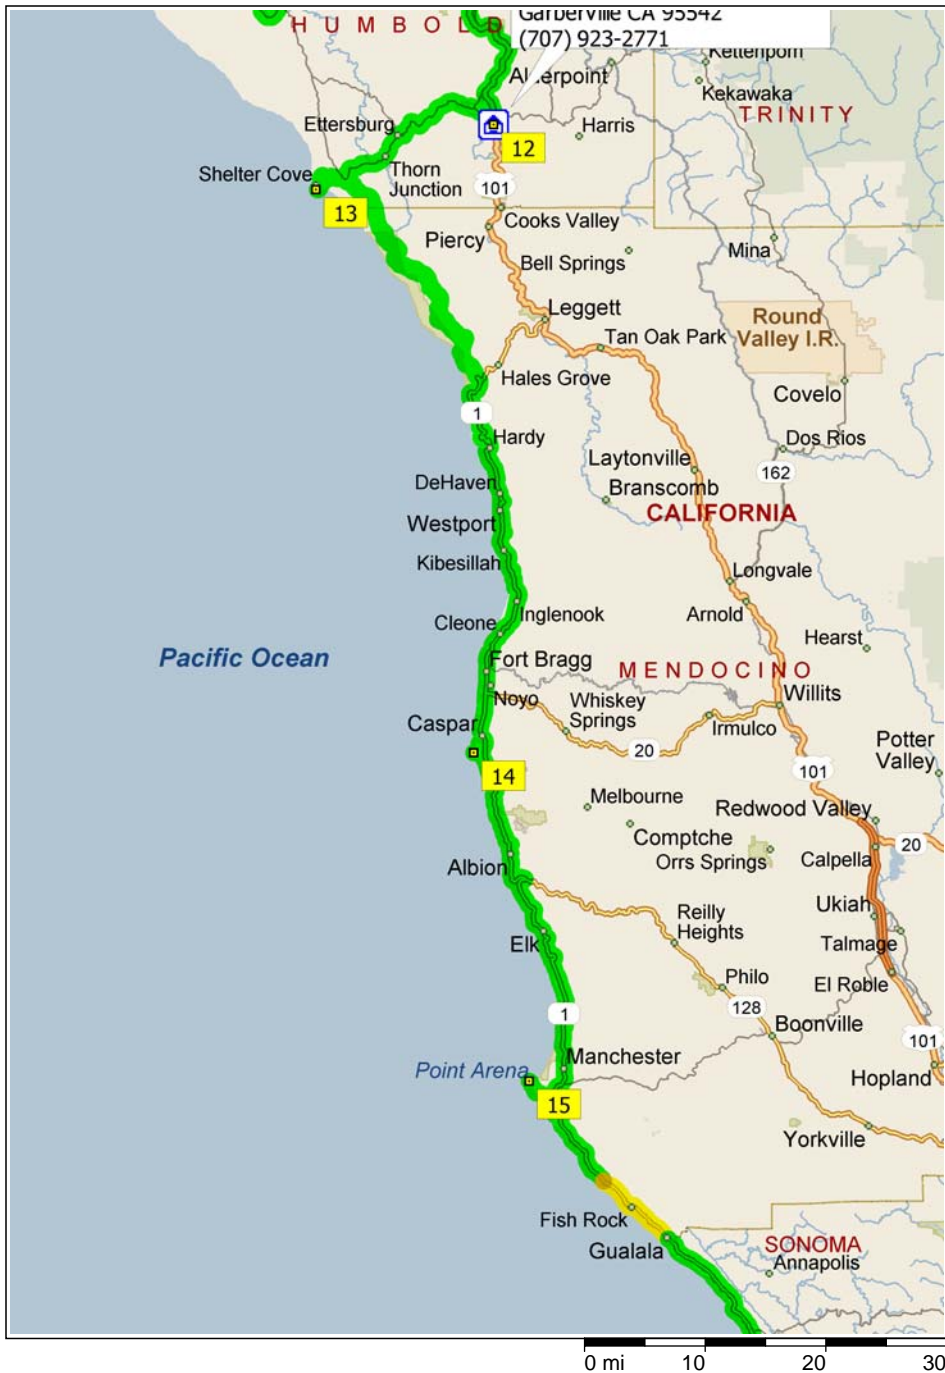 HUMBOLD
Garberville CA 95542
(707) 923-2771
Kettenpom
Alderpoint
Kekawaka
TRINITY
Ettersburg
Harris
12
Shelter Cove
Thorn
Junction
101
13
Cooks Valley
Piercy
Mina
Bell Springs
Leggett
Round
Valley I.R.
Tan Oak Park
Hales Grove
Covelo
1
Hardy
Dos Rios
Laytonville
162
DeHaven
Branscomb
CALIFORNIA
Westport
Kibesillah
Longvale
Inglenook
Arnold
Cleone
Hearst
Pacific Ocean
Fort Bragg
MENDOCINO
Noyo
Whiskey
Springs
Willits
Caspar
Irmulco
Potter
Valley
20
101
14
Melbourne
Redwood Valley
Comptche
20
Orrs Springs
Calpella
Albion
Ukiah
Reilly
Heights
Elk
Talmage
Philo
El Roble
128
1
Boonville
101
Manchester
Point Arena
Hopland
15
Yorkville
Fish Rock
Gualala
SONOMA
Annapolis
0 mi 10 20 30